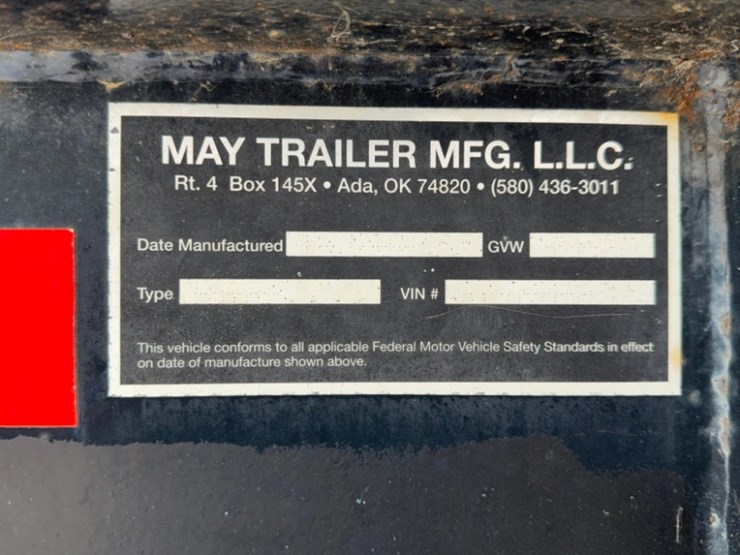 MAY TRAILER MFG. L.L.C.
Rt. 4 Box 145X • Ada, OK 74820 • (580) 436-3011
Date Manufactured GVW
Type VIN #
This vehicle conforms to all applicable Federal Motor Vehicle Safety Standards in effect
on date of manufacture shown above.